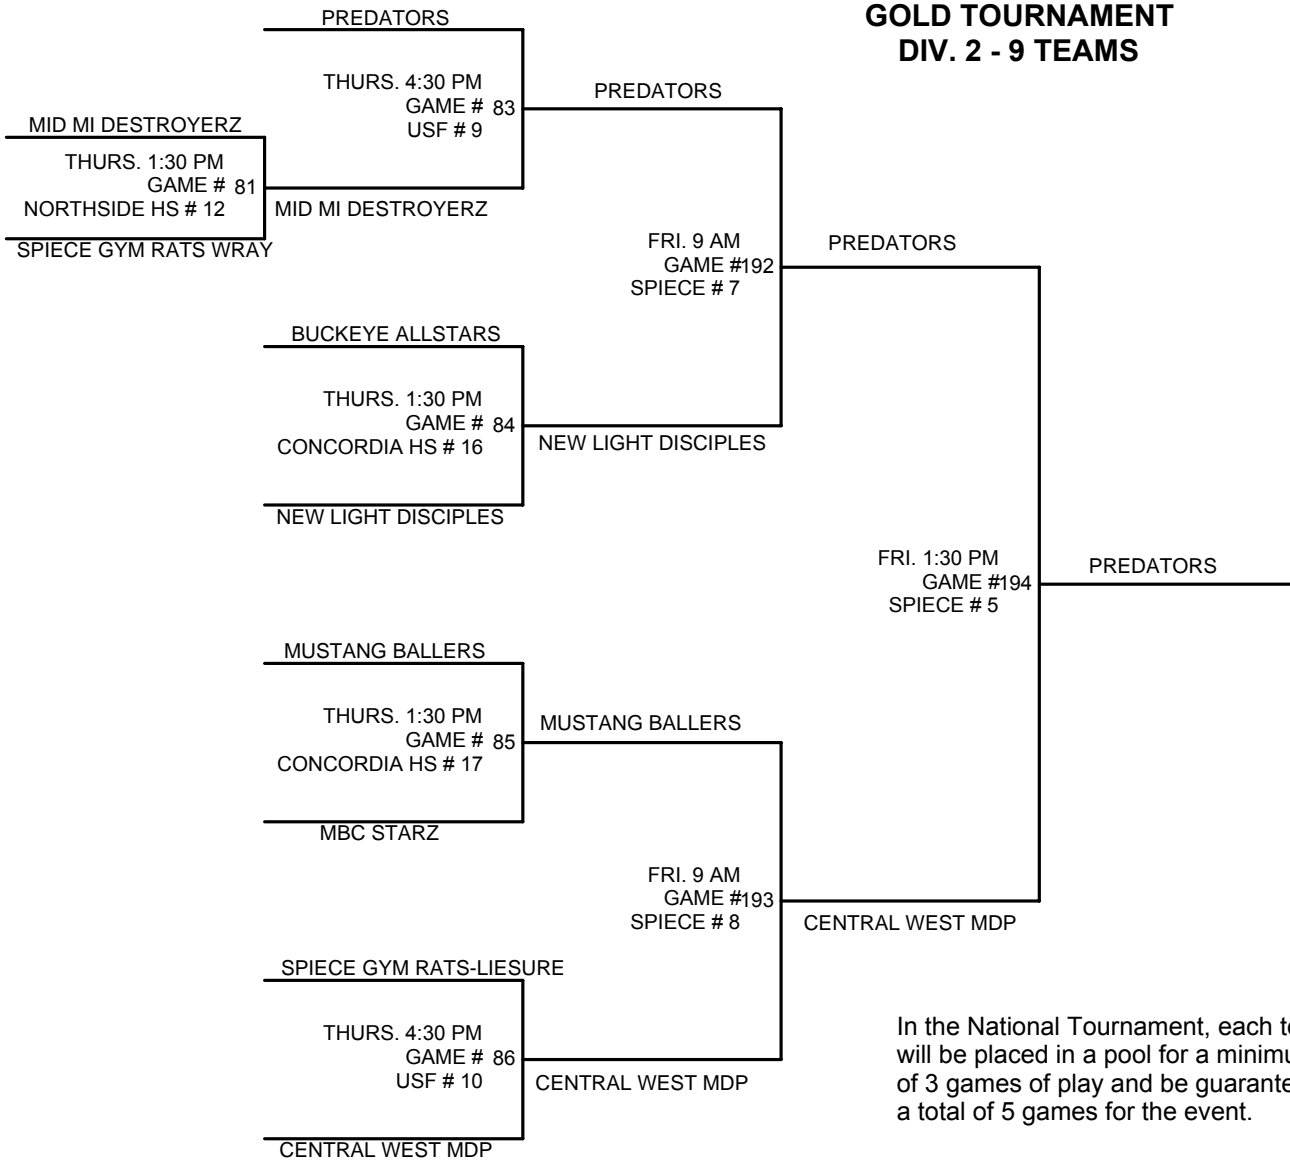 GOLD TOURNAMENT
DIV. 2 - 9 TEAMS
PREDATORS
THURS. 4:30 PM
GAME # 83
USF # 9
PREDATORS
MID MI DESTROYERZ
THURS. 1:30 PM
GAME # 81
NORTHSIDE HS # 12
MID MI DESTROYERZ
SPIECE GYM RATS WRAY
FRI. 9 AM
GAME #192
SPIECE # 7
PREDATORS
BUCKEYE ALLSTARS
THURS. 1:30 PM
GAME # 84
CONCORDIA HS # 16
NEW LIGHT DISCIPLES
NEW LIGHT DISCIPLES
FRI. 1:30 PM
GAME #194
SPIECE # 5
PREDATORS
MUSTANG BALLERS
THURS. 1:30 PM
GAME # 85
CONCORDIA HS # 17
MUSTANG BALLERS
MBC STARZ
FRI. 9 AM
GAME #193
SPIECE # 8
CENTRAL WEST MDP
SPIECE GYM RATS-LIESURE
THURS. 4:30 PM
GAME # 86
USF # 10
CENTRAL WEST MDP
CENTRAL WEST MDP
In the National Tournament, each
will be placed in a pool for a
of 3 games of play and be
a total of 5 games for the event.